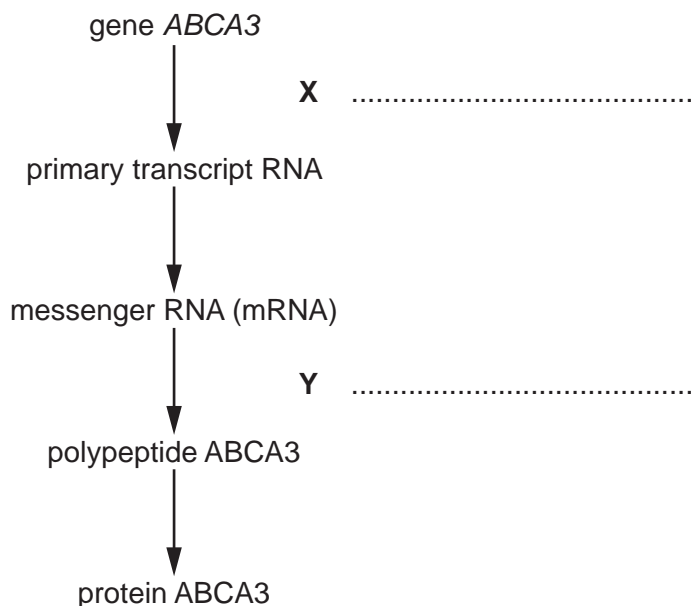 gene ABCA3
X ..........................................
primary transcript RNA
messenger RNA (mRNA)
Y ..........................................
polypeptide ABCA3
protein ABCA3